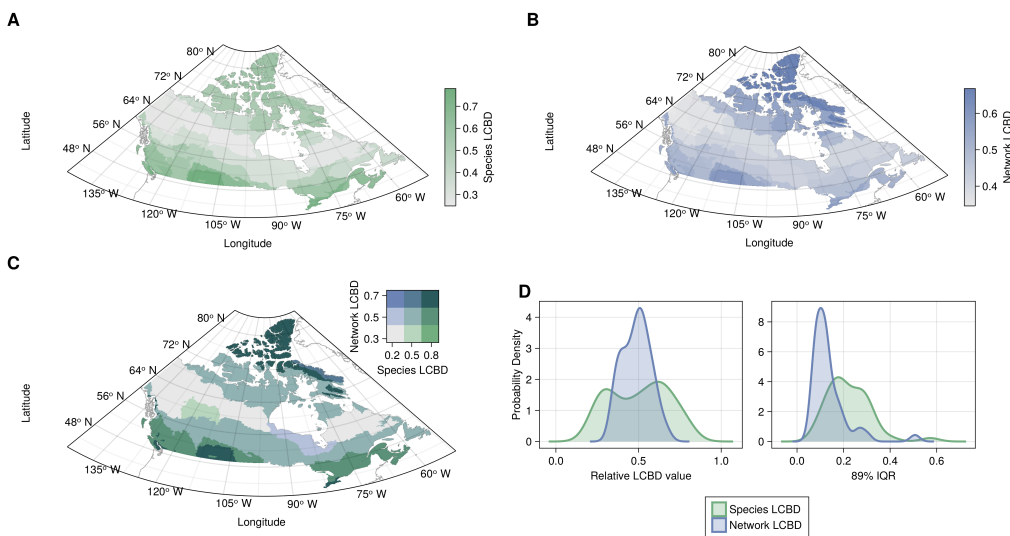 A
80° N
72° N
64° N
56° N
48° N
135° W
120° W
105° W
90° W
75° W
60° W
Latitude
Longitude
0.7
0.6
0.5
0.4
0.3
Species LCBD
B
80° N
72° N
64° N
56° N
48° N
135° W
120° W
105° W
90° W
75° W
60° W
Latitude
Longitude
0.6
0.5
0.4
Network LCBD
C
80° N
72° N
64° N
56° N
48° N
135° W
120° W
105° W
90° W
75° W
60° W
Latitude
Longitude
Network LCBD
0.7
0.5
0.3
0.2 0.5 0.8
Species LCBD
D
Probability Density
4
3
2
1
0
0.0 0.5 1.0
Relative LCBD value
8
6
4
2
0
0.0 0.2 0.4 0.6
89% IQR
Species LCBD
Network LCBD